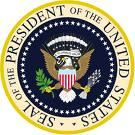 SEAL OF THE PRESIDENT OF THE UNITED STATES